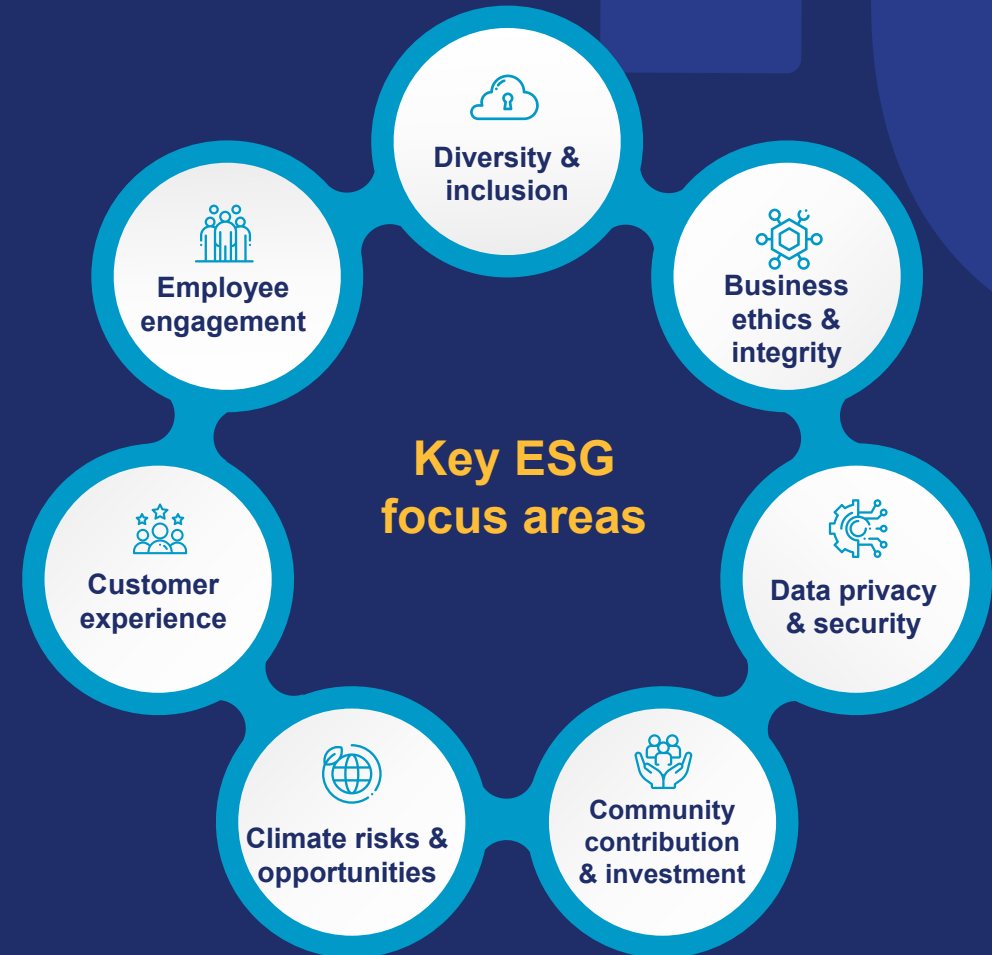 Key ESG
focus areas
Diversity &
inclusion
Business
ethics &
integrity
Data privacy
& security
Community
contribution
& investment
Climate risks &
opportunities
Customer
experience
Employee
engagement